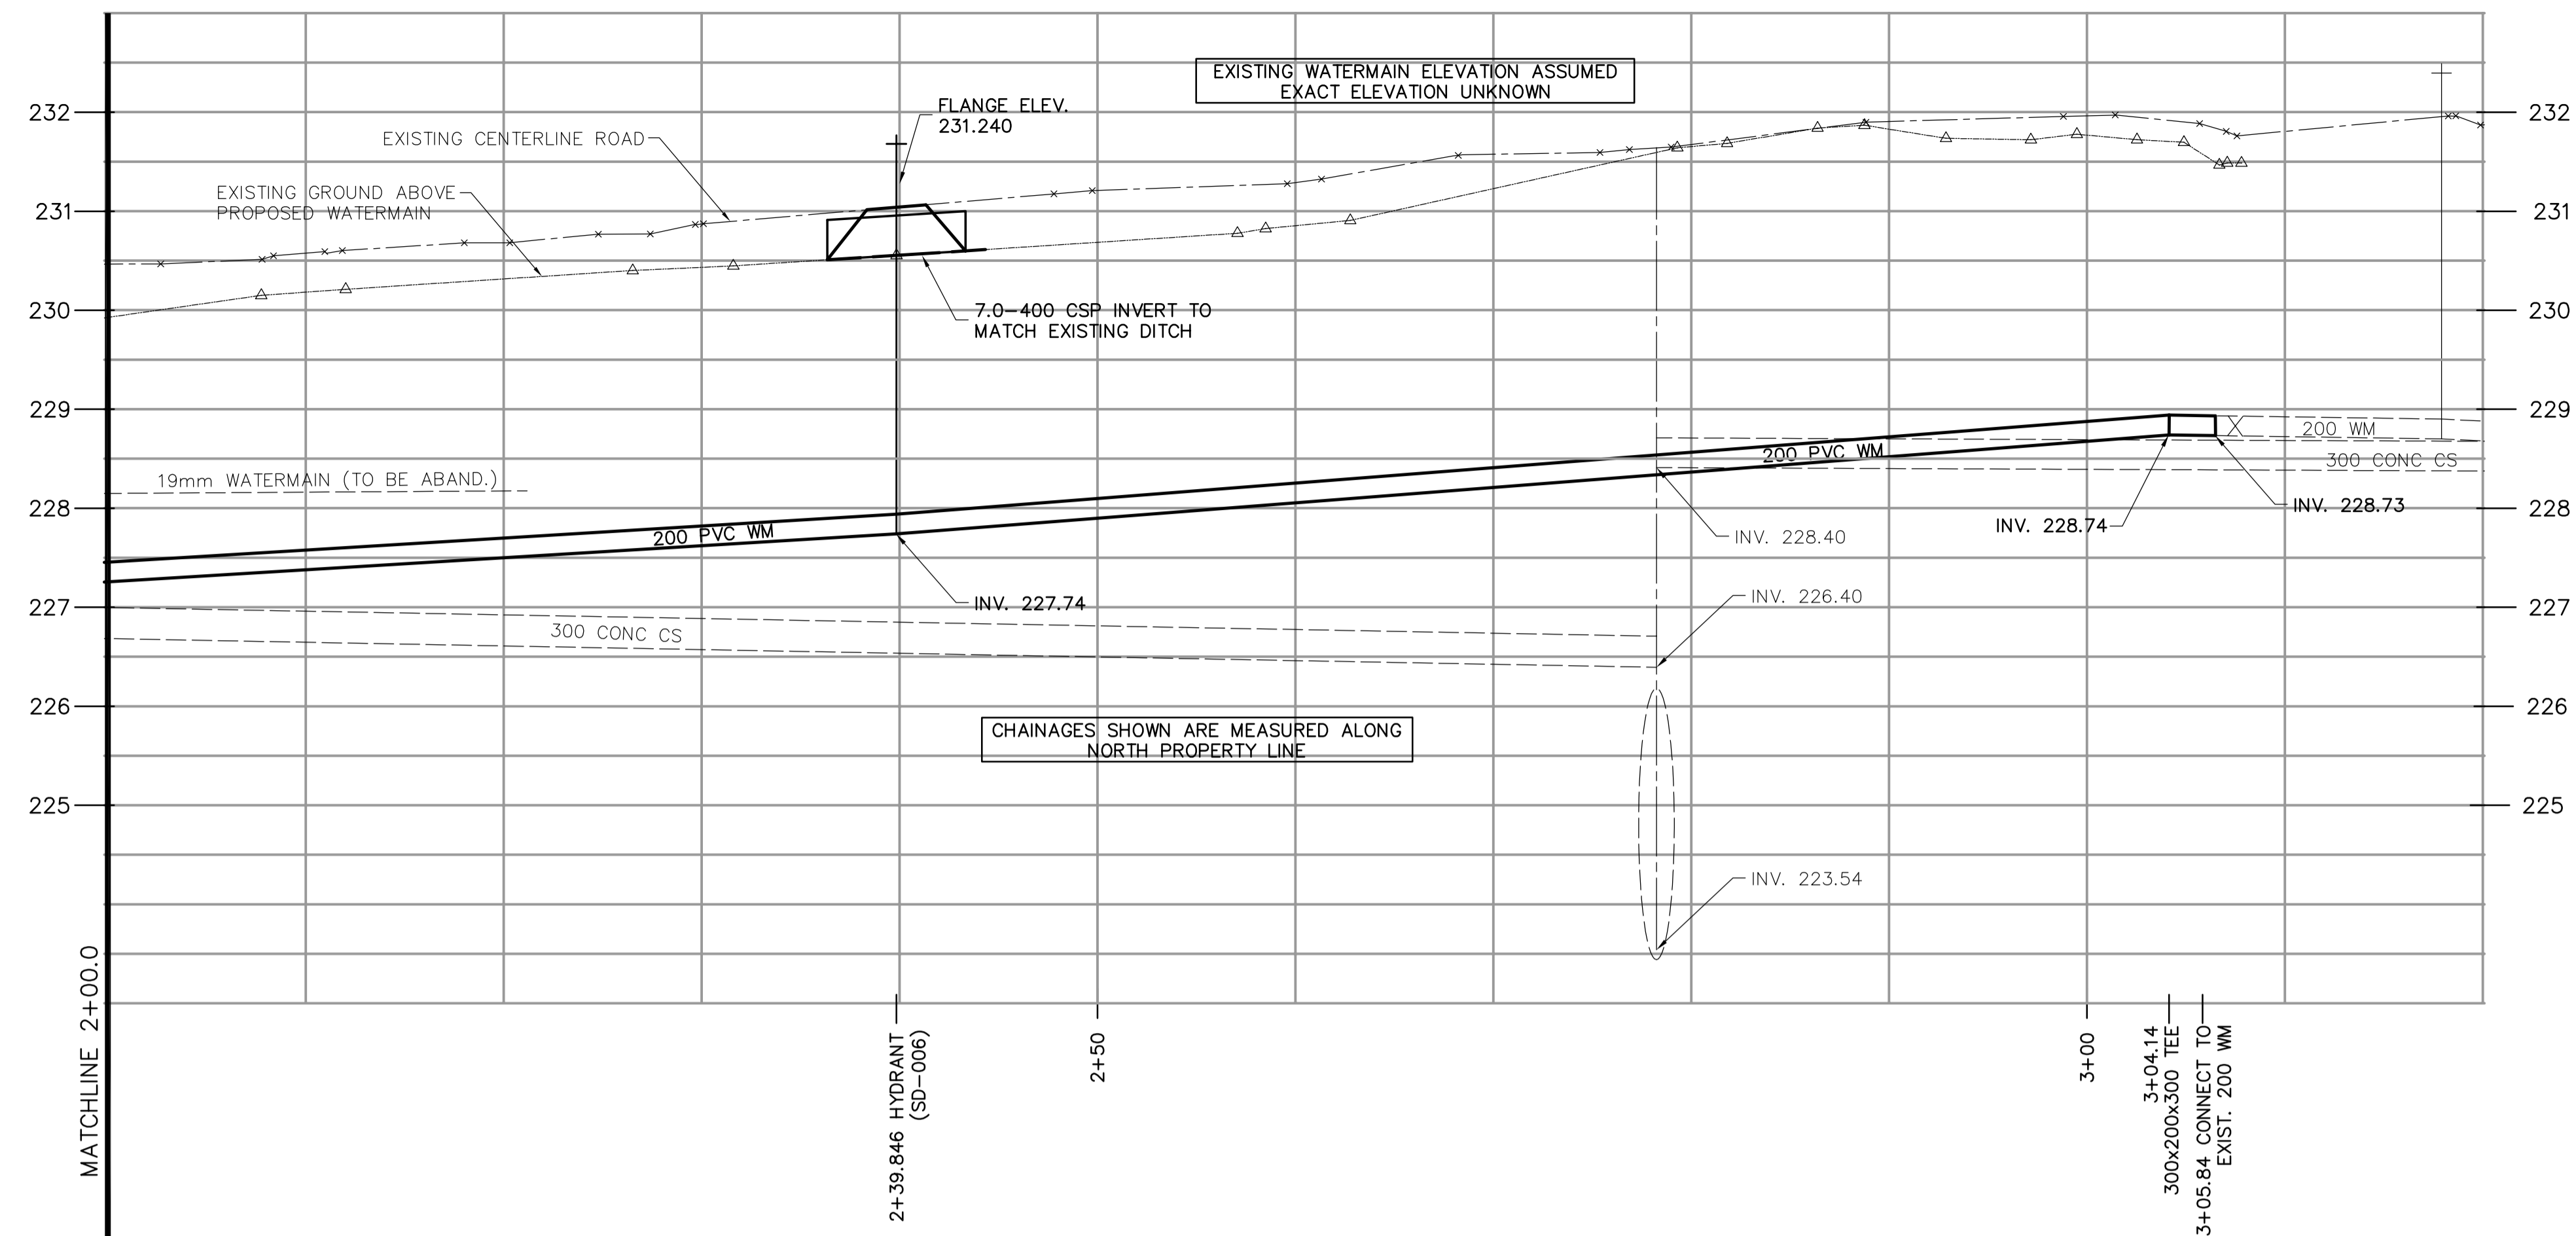 EXISTING WATERMAIN ELEVATION ASSUMED
EXACT ELEVATION UNKNOWN
FLANGE ELEV.
231.240
232
232
EXISTING CENTERLINE ROAD
EXISTING GROUND ABOVE
PROPOSED WATERMAIN
231
231
230
230
7.0-400 CSP INVERT TO
MATCH EXISTING DITCH
229
229
200 WM
200 PVC WM
300 CONC CS
19mm WATERMAIN (TO BE ABAND.)
228
228
INV. 228.73
INV. 228.74
200 PVC WM
INV. 228.40
INV. 226.40
INV. 227.74
227
227
300 CONC CS
226
226
CHAINAGES SHOWN ARE MEASURED ALONG
NORTH PROPERTY LINE
225
225
INV. 223.54
MATCHLINE 2+00.0
2+39.846 HYDRANT
(SD-006)
2+50
3+00
3+04.14
300x200x300 TEE
3+05.84 CONNECT TO
EXIST. 200 WM